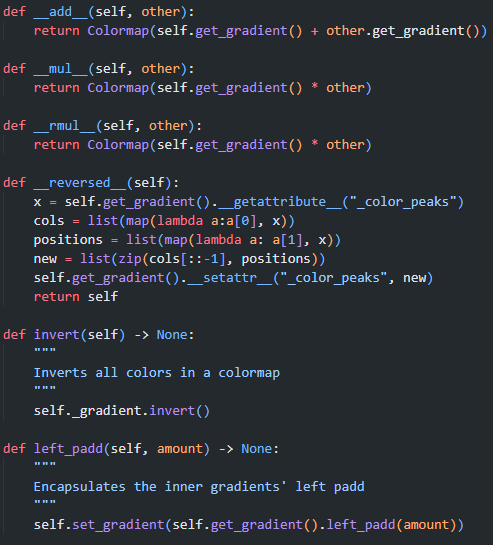 def __add__(self, other):
    return Colormap(self.get_gradient() + other.get_gradient())

def __mul__(self, other):
    return Colormap(self.get_gradient() * other)

def __rmul__(self, other):
    return Colormap(self.get_gradient() * other)

def __reversed__(self):
    x = self.get_gradient().__getattribute__("_color_peaks")
    cols = list(map(lambda a:a[0], x))
    positions = list(map(lambda a: a[1], x))
    new = list(zip(cols[::-1], positions))
    self.get_gradient().__setattr__("_color_peaks", new)
    return self

def invert(self) -> None:
    """
    Inverts all colors in a colormap
    """
    self._gradient.invert()

def left_padd(self, amount) -> None:
    """
    Encapsulates the inner gradients' left padd
    """
    self.set_gradient(self.get_gradient().left_padd(amount))